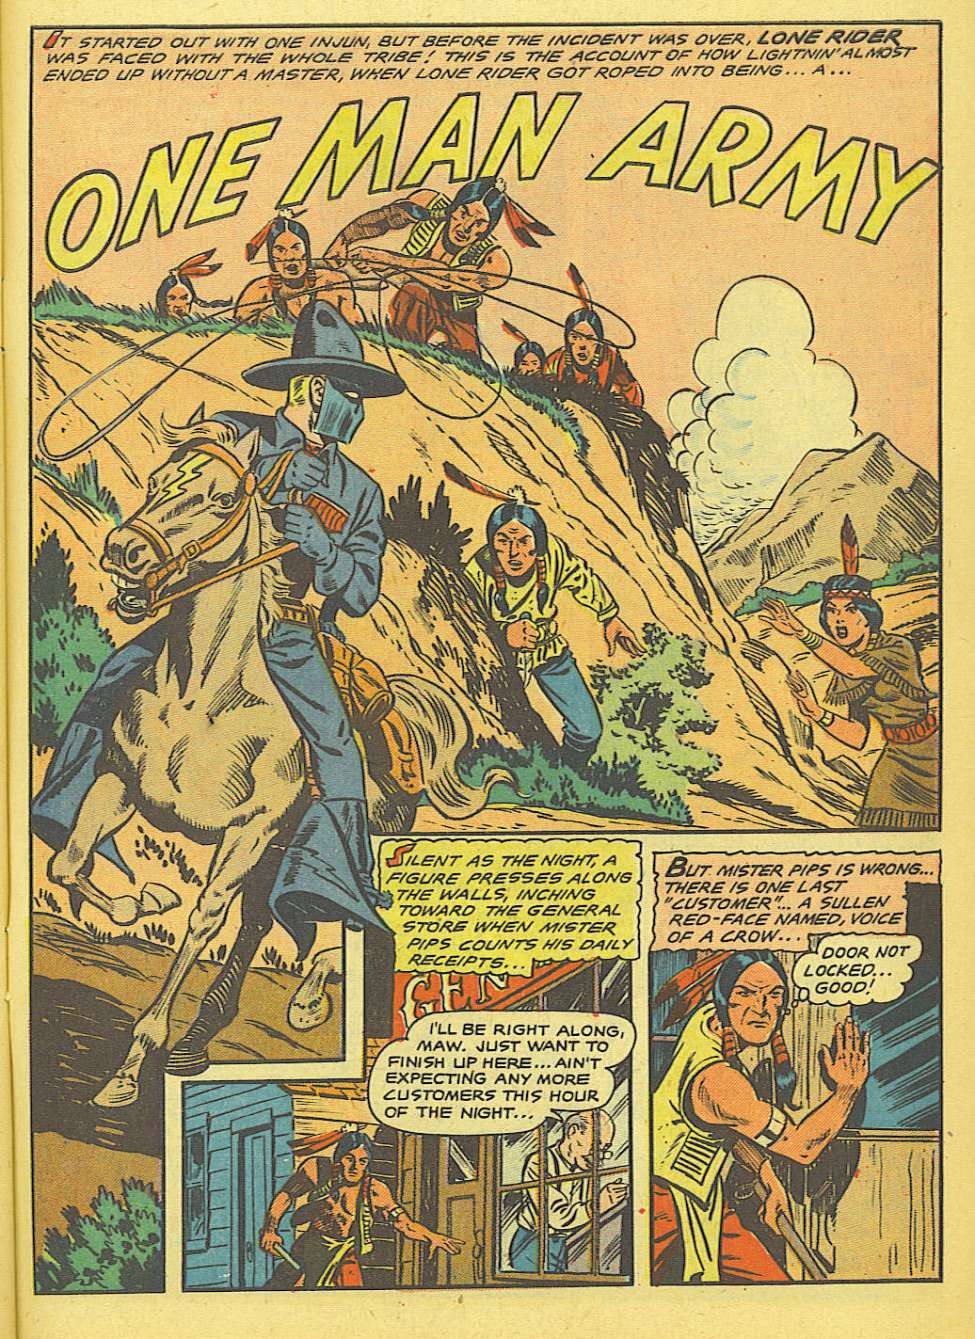 IT STARTED OUT WITH ONE INJUN, BUT BEFORE THE INCIDENT WAS OVER, LONE RIDER
WAS FACED WITH THE WHOLE TRIBE! THIS IS THE ACCOUNT OF HOW LIGHTNIN' ALMOST
ENDED UP WITHOUT A MASTER, WHEN LONE RIDER GOT ROPED INTO BEING... A...
ONE MAN ARMY
SILENT AS THE NIGHT, A
FIGURE PRESSES ALONG
THE WALLS, INCHING
TOWARD THE GENERAL
STORE WHEN MISTER
PIPS COUNTS HIS DAILY
RECEIPTS...
GEN
I'LL BE RIGHT ALONG,
MAW. JUST WANT TO
FINISH UP HERE... AIN'T
EXPECTING ANY MORE
CUSTOMERS THIS HOUR
OF THE NIGHT...
BUT MISTER PIPS IS WRONG...
THERE IS ONE LAST
"CUSTOMER"... A SULLEN
RED-FACE NAMED, VOICE
OF A CROW...
DOOR NOT
LOCKED...
GOOD!